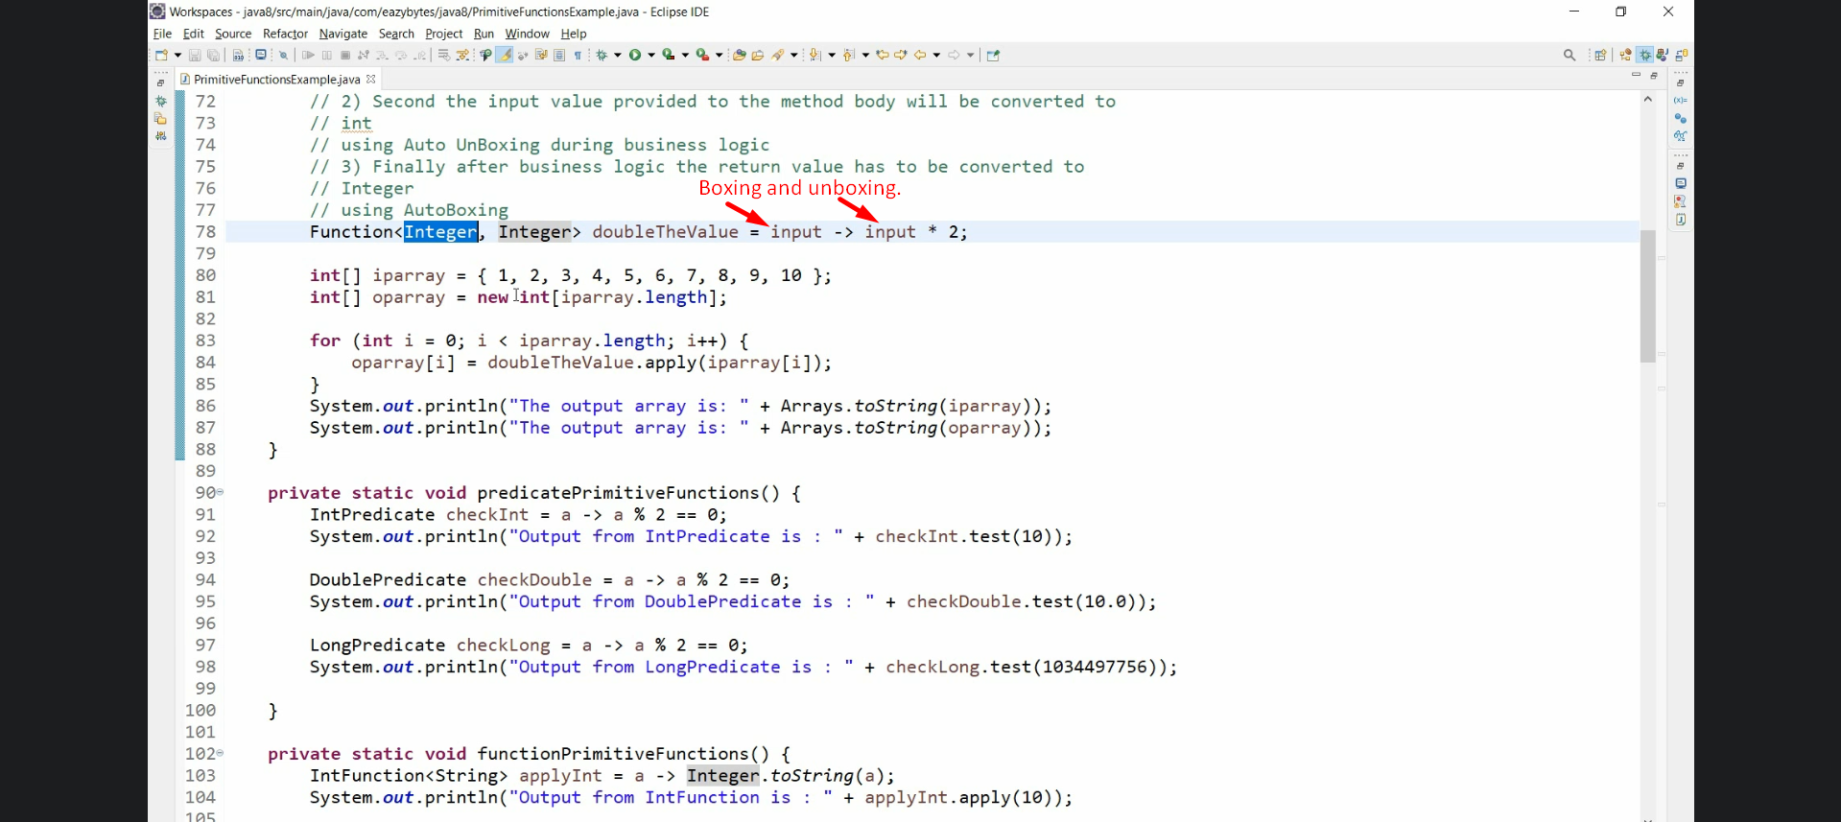 Workspaces - java8/src/main/java/com/eazybytes/java8/PrimitiveFunctionsExample.java - Eclipse IDE
File Edit Source Refactor Navigate Search Project Run Window Help
PrimitiveFunctionsExample.java
72 // 2) Second the input value provided to the method body will be converted to
73 // int
74 // using Auto UnBoxing during business logic
75 // 3) Finally after business logic the return value has to be converted to
76 // Integer
Boxing and unboxing.
77 // using AutoBoxing
78 Function<Integer, Integer> doubleTheValue = input -> input * 2;
79
80 int[] iparray = { 1, 2, 3, 4, 5, 6, 7, 8, 9, 10 };
81 int[] oparray = new int[iparray.length];
82
83 for (int i = 0; i < iparray.length; i++) {
84 oparray[i] = doubleTheValue.apply(iparray[i]);
85 }
86 System.out.println("The output array is: " + Arrays.toString(iparray));
87 System.out.println("The output array is: " + Arrays.toString(oparray));
88 }
89
90 private static void predicatePrimitiveFunctions() {
91 IntPredicate checkInt = a -> a % 2 == 0;
92 System.out.println("Output from IntPredicate is : " + checkInt.test(10));
93
94 DoublePredicate checkDouble = a -> a % 2 == 0;
95 System.out.println("Output from DoublePredicate is : " + checkDouble.test(10.0));
96
97 LongPredicate checkLong = a -> a % 2 == 0;
98 System.out.println("Output from LongPredicate is : " + checkLong.test(1034497756));
99
100 }
101
102 private static void functionPrimitiveFunctions() {
103 IntFunction<String> applyInt = a -> Integer.toString(a);
104 System.out.println("Output from IntFunction is : " + applyInt.apply(10));
105